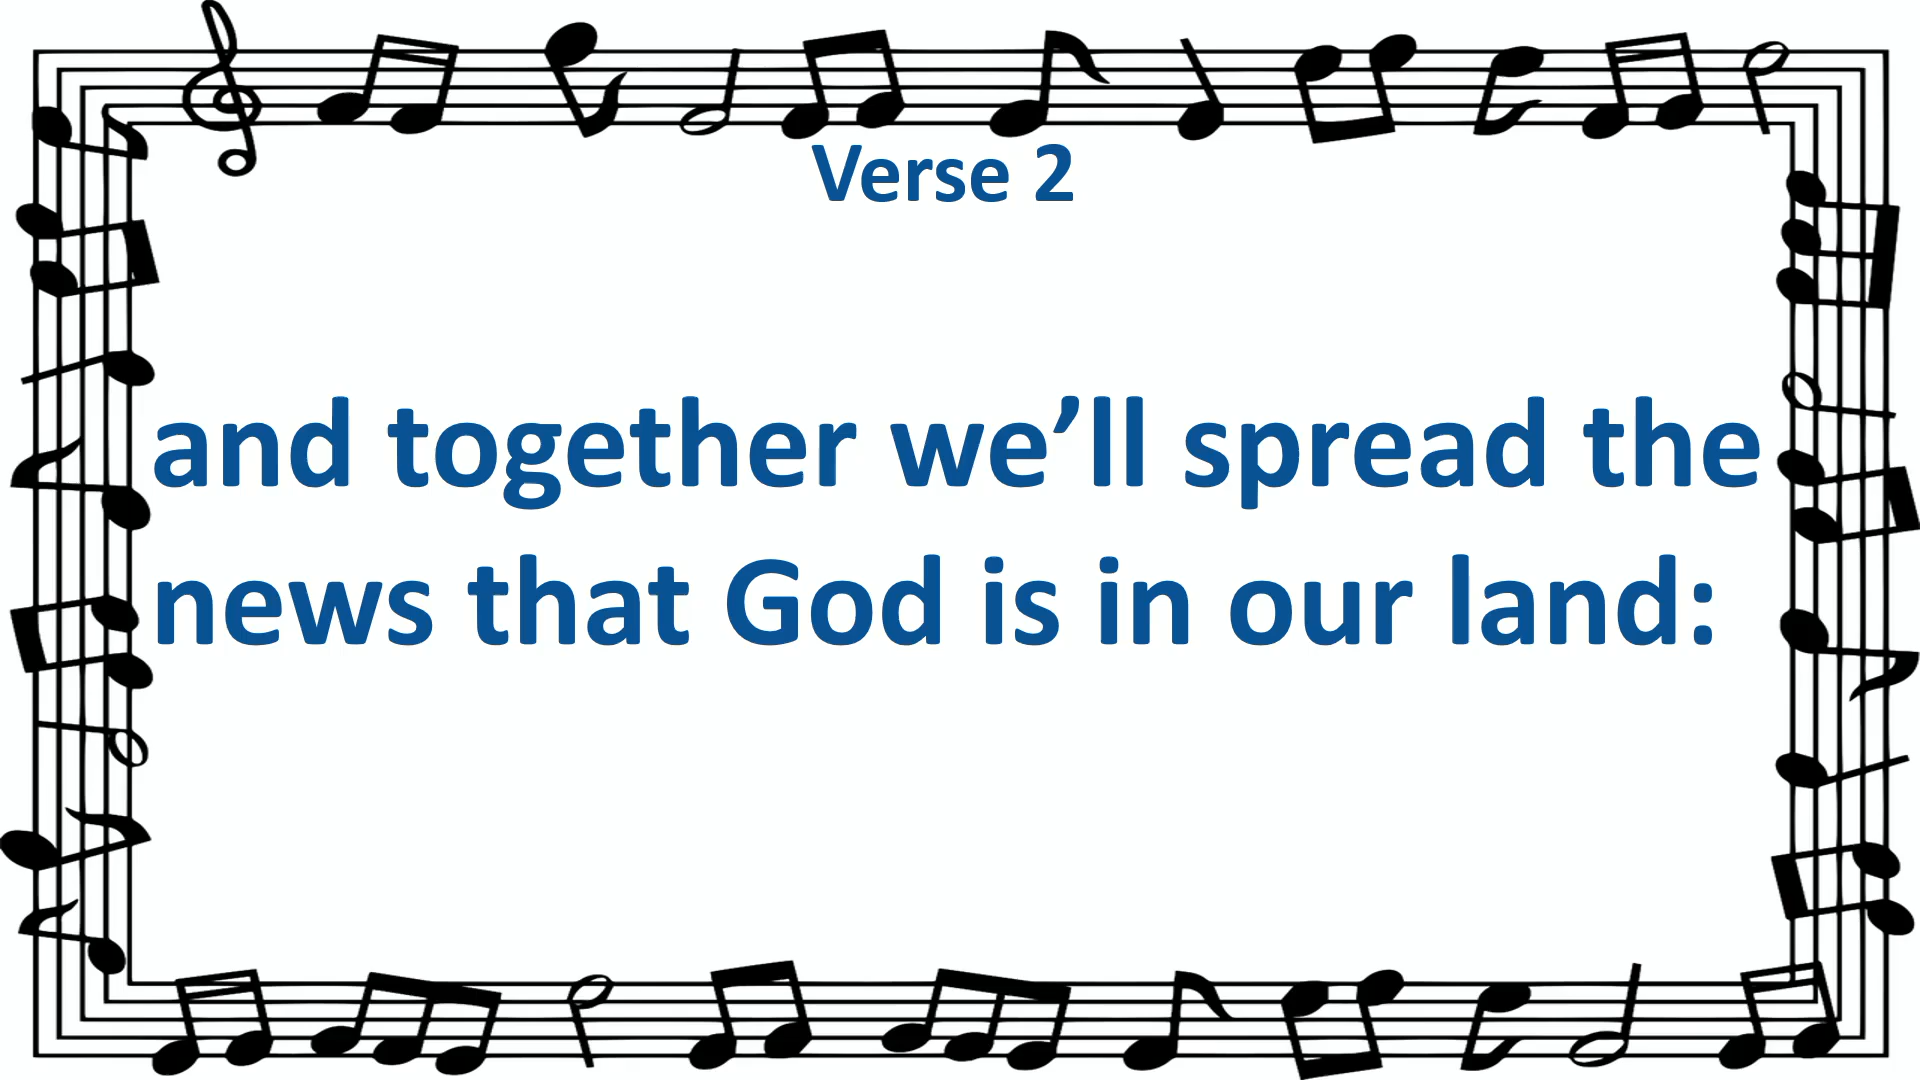 Verse 2
and together we’ll spread the
news that God is in our land: